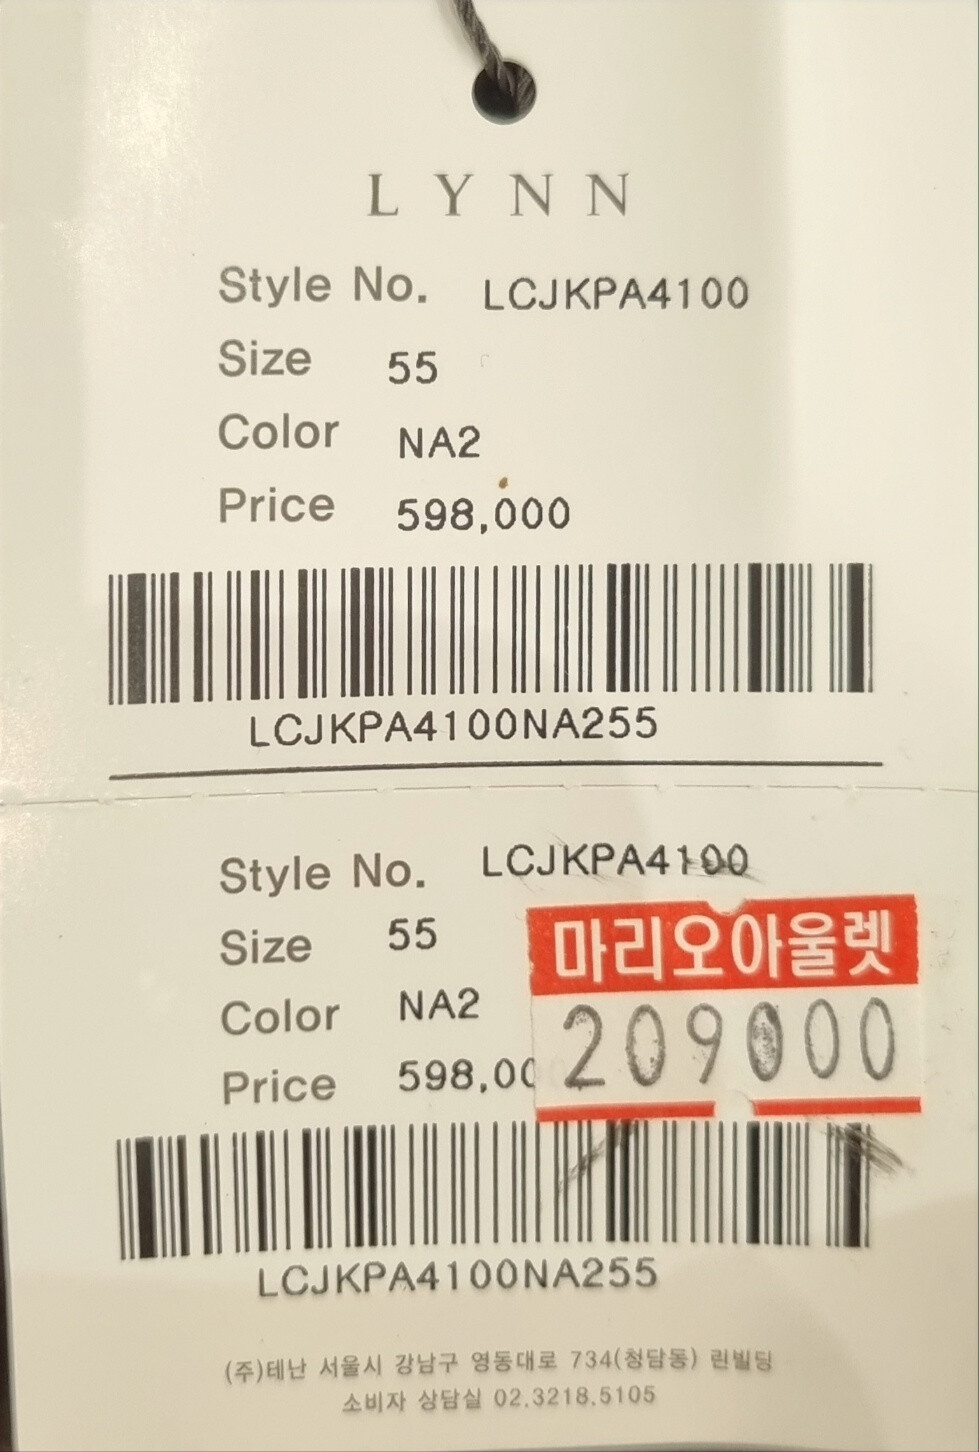 LYNN
Style No. LCJKPA4100
Size 55
Color NA2
Price 598,000
LCJKPA4100NA255
Style No. LCJKPA4100
Size 55
마리오아울렛
Color NA2
209000
Price 598,00
LCJKPA4100NA255
(주)테난 서울시 강남구 영동대로 734(청담동) 린빌딩
소비자 상담실 02.3218.5105